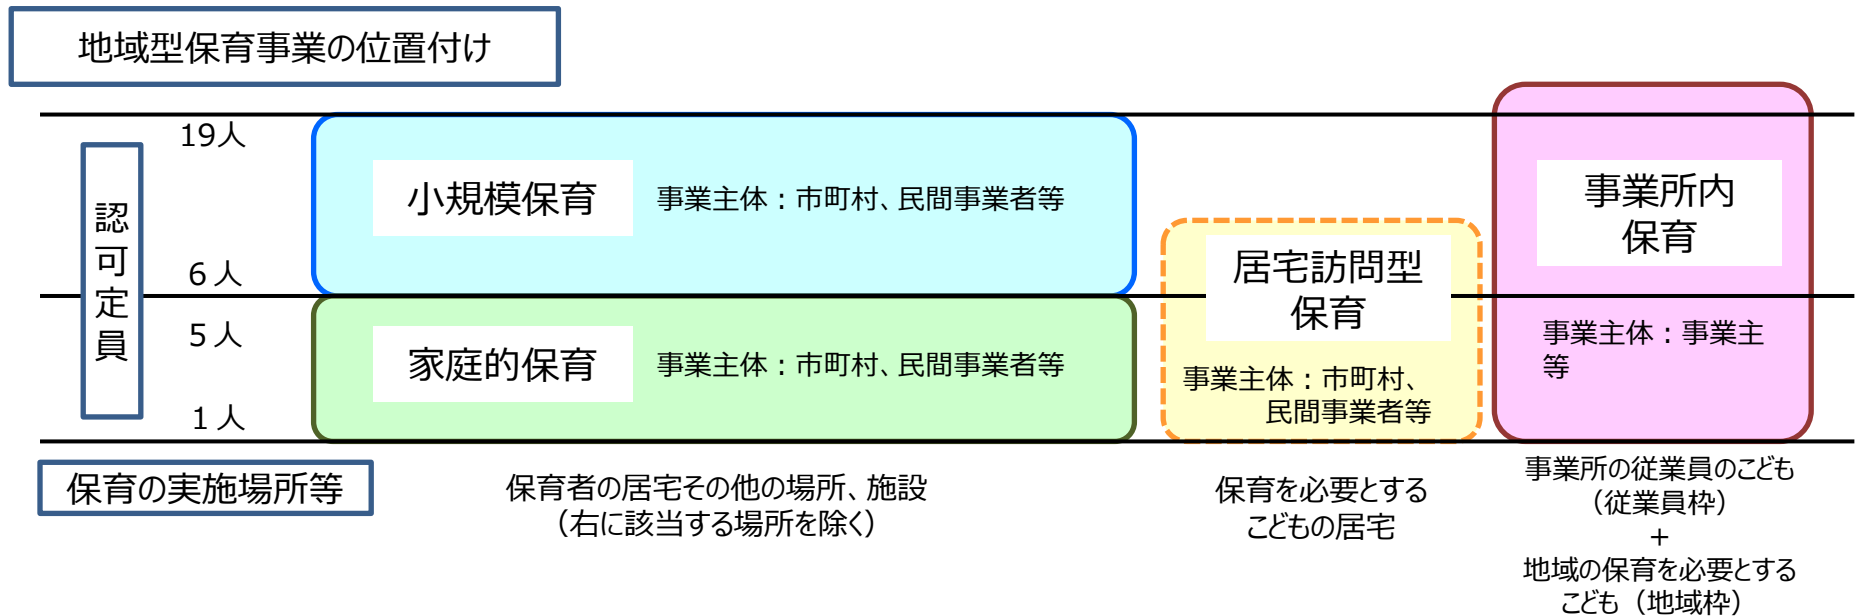 地域型保育事業の位置付け
認可定員
19人
6人
5人
1人
小規模保育
事業主体：市町村、民間事業者等
家庭的保育
事業主体：市町村、民間事業者等
居宅訪問型
保育
事業主体：市町村、
民間事業者等
事業所内
保育
事業主体：事業主
等
保育の実施場所等
保育者の居宅その他の場所、施設
（右に該当する場所を除く）
保育を必要とする
こどもの居宅
事業所の従業員のこども
（従業員枠）
+
地域の保育を必要とする
こども（地域枠）